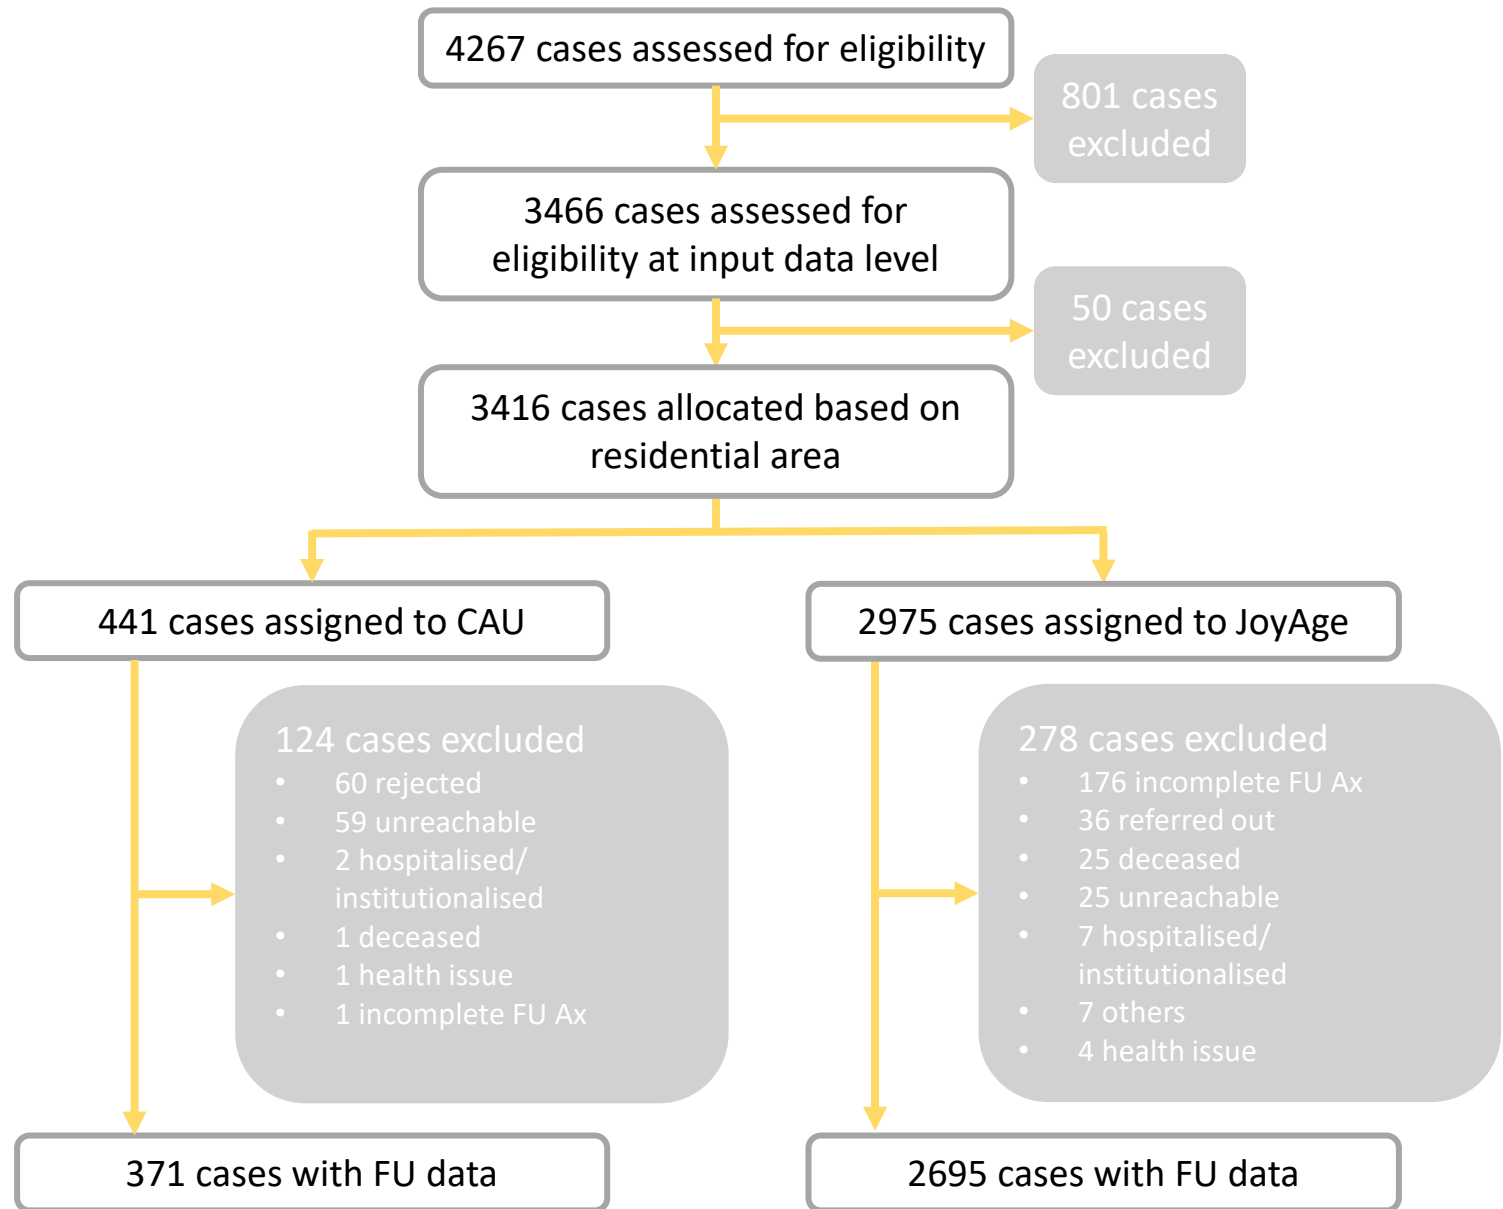 4267 cases assessed for eligibility
801 cases
excluded
3466 cases assessed for
eligibility at input data level
50 cases
excluded
3416 cases allocated based on
residential area
441 cases assigned to CAU
2975 cases assigned to JoyAge
124 cases excluded
• 60 rejected
• 59 unreachable
• 2 hospitalised/
institutionalised
• 1 deceased
• 1 health issue
• 1 incomplete FU Ax
278 cases excluded
• 176 incomplete FU Ax
• 36 referred out
• 25 deceased
• 25 unreachable
• 7 hospitalised/
institutionalised
• 7 others
• 4 health issue
371 cases with FU data
2695 cases with FU data